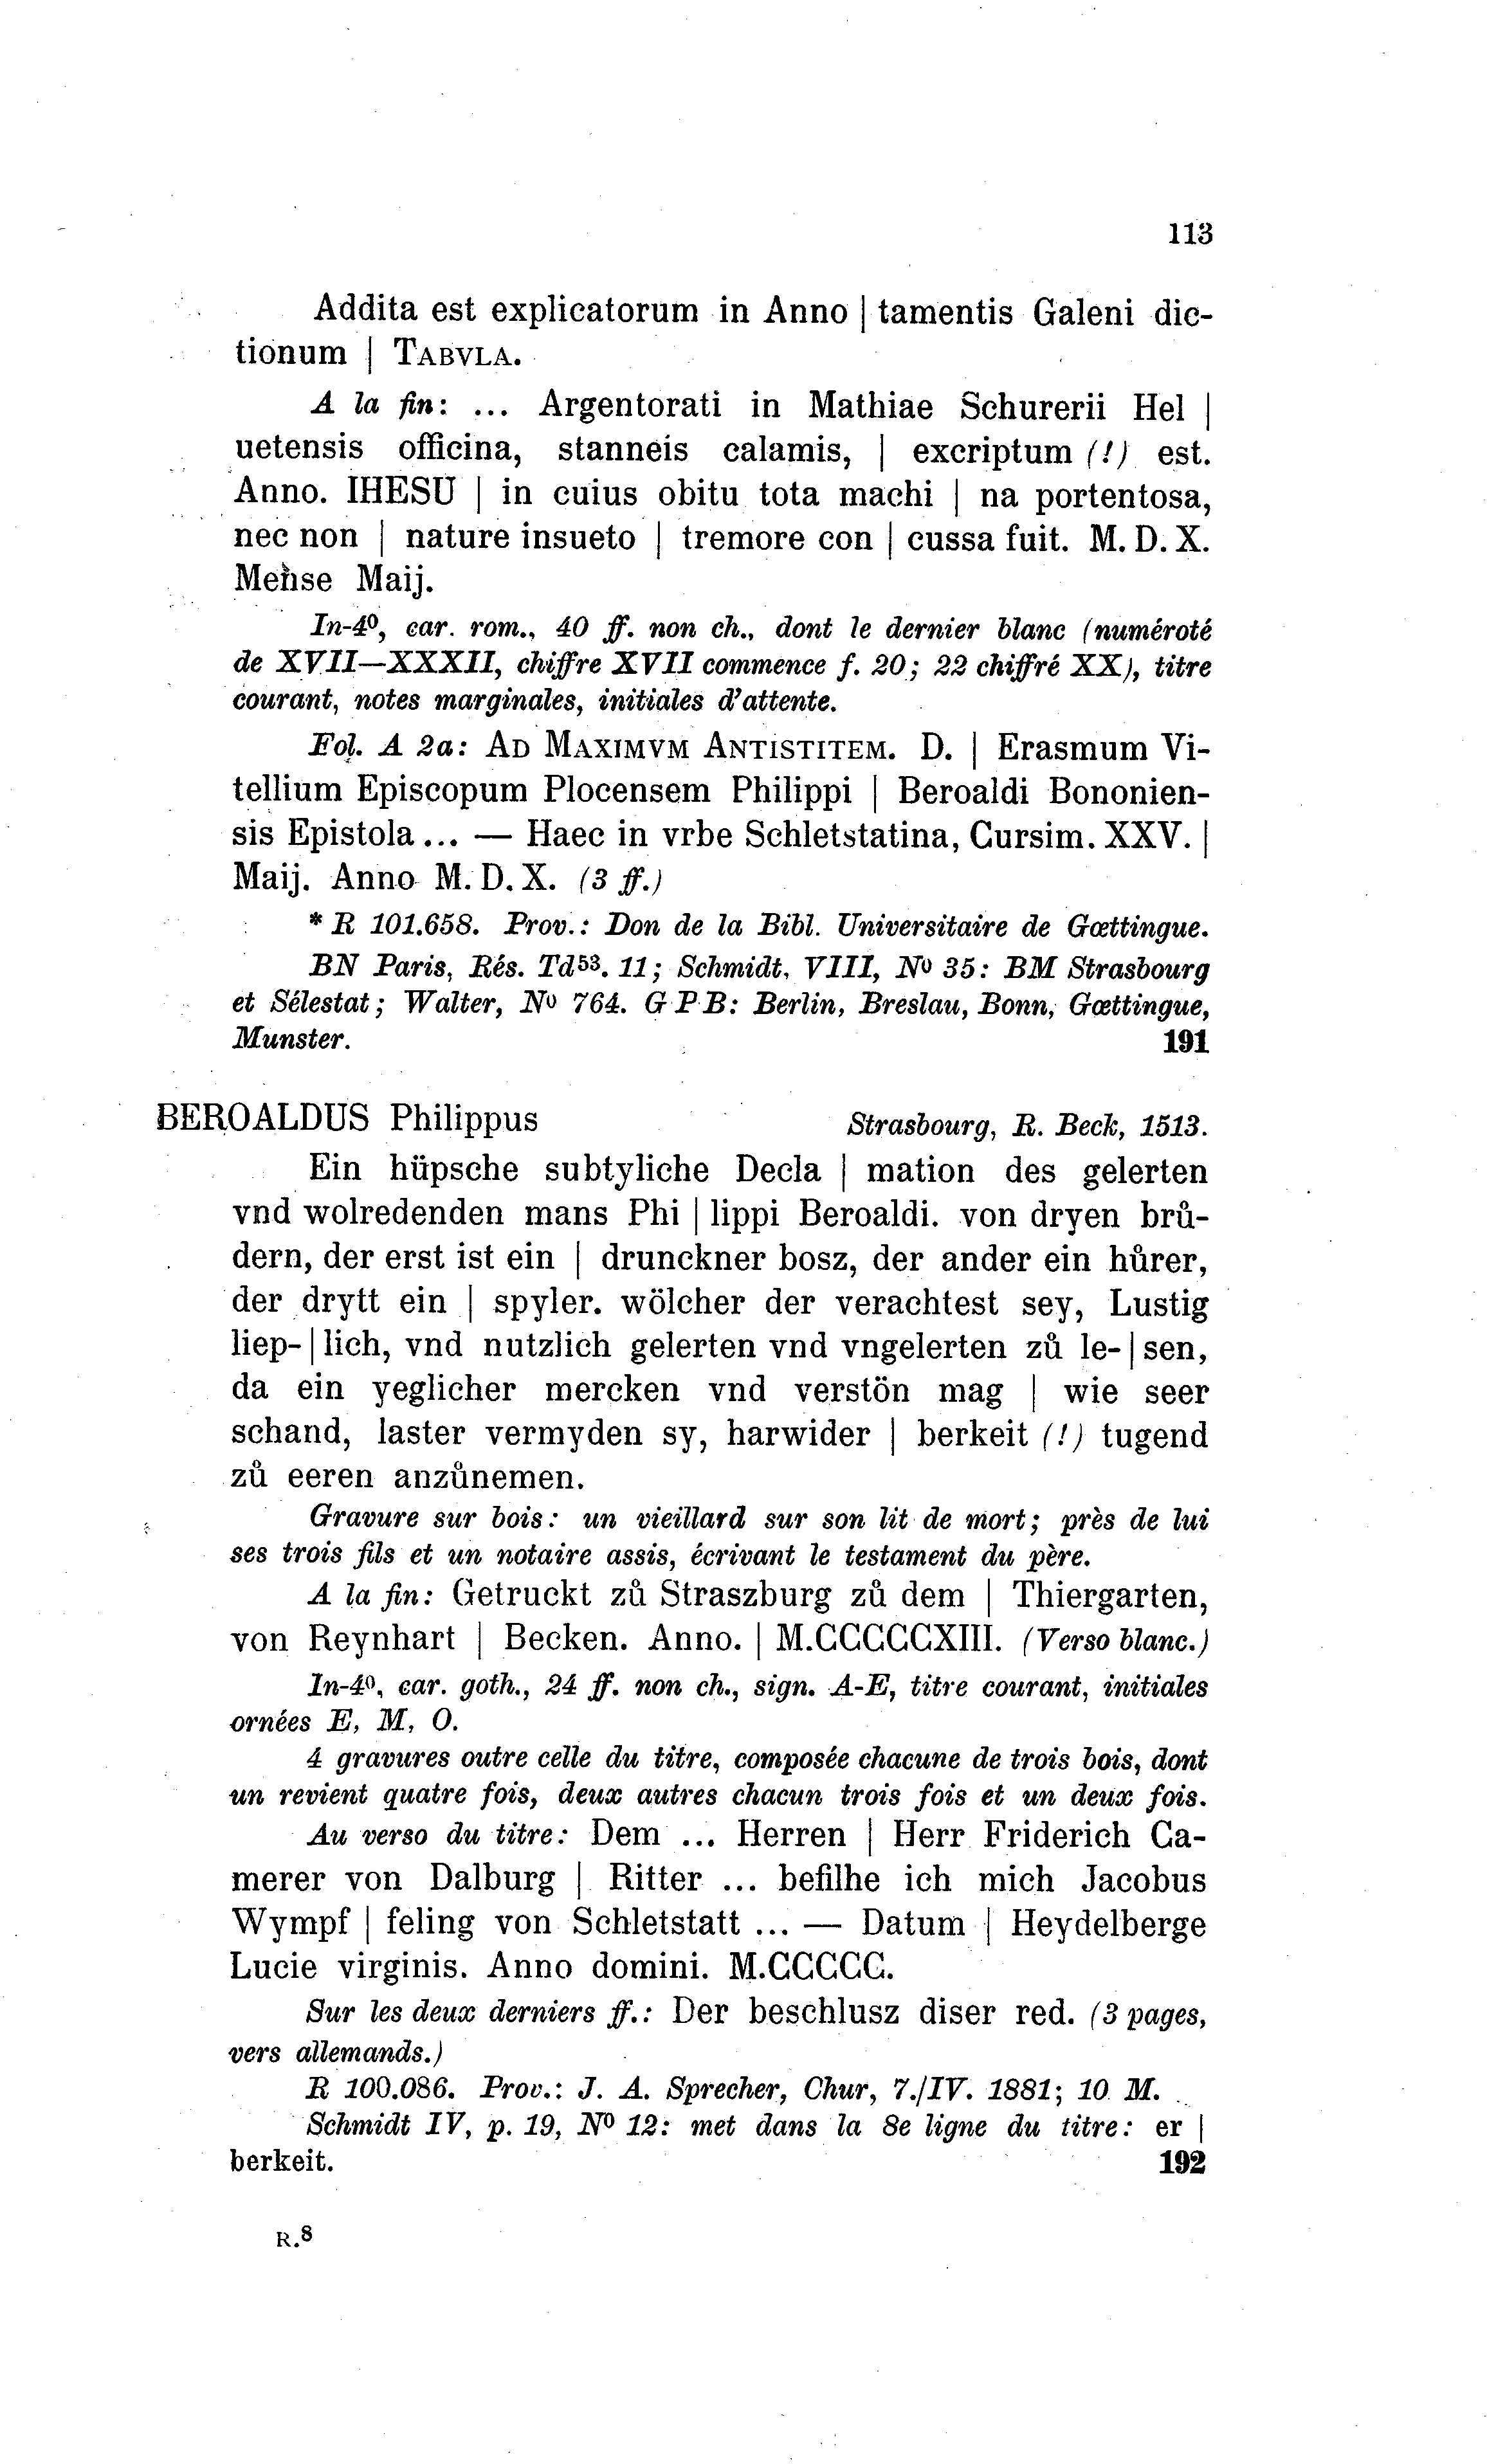 113
Addita est explicatorum in Anno | tamentis Galeni dic-
tionum | TABVLA.
A la fin: ... Argentorati in Mathiae Schurerii Hel |
uetensis officina, stanneis calamis, | excriptum (!) est.
Anno. IHESU | in cuius obitu tota machi | na portentosa,
nec non | nature insueto | tremore con | cussa fuit. M. D. X.
Mense Maij.
In-4º, car. rom., 40 ff. non ch., dont le dernier blanc (numéroté
de XVII—XXXII, chiffre XVII commence f. 20; 22 chiffré XX), titre
courant, notes marginales, initiales d'attente.
Fol. A 2a: AD MAXIMVM ANTISTITEM. D. | Erasmum Vi-
tellium Episcopum Plocensem Philippi | Beroaldi Bononien-
sis Epistola ... — Haec in vrbe Schletstatina, Cursim. XXV. |
Maij. Anno M. D. X. (3 ff.)
* R 101.658. Prov.: Don de la Bibl. Universitaire de Gœttingue.
BN Paris, Rés. Td⁵³. 11; Schmidt, VIII, Nº 35: BM Strasbourg
et Sélestat; Walter, Nº 764. G P B: Berlin, Breslau, Bonn, Gœttingue,
Munster. 191
BEROALDUS Philippus Strasbourg, R. Beck, 1513.
Ein hüpsche subtyliche Decla | mation des gelerten
vnd wolredenden mans Phi | lippi Beroaldi. von dryen brů-
dern, der erst ist ein | drunckner bosz, der ander ein hůrer,
der drytt ein | spyler. wölcher der verachtest sey, Lustig
liep- | lich, vnd nutzlich gelerten vnd vngelerten zů le- | sen,
da ein yeglicher mercken vnd verstön mag | wie seer
schand, laster vermyden sy, harwider | berkeit (!) tugend
zů eeren anzůnemen.
Gravure sur bois: un vieillard sur son lit de mort; près de lui
ses trois fils et un notaire assis, écrivant le testament du père.
A la fin: Getruckt zů Straszburg zů dem | Thiergarten,
von Reynhart | Becken. Anno. | M.CCCCCXIII. (Verso blanc.)
In-4º, car. goth., 24 ff. non ch., sign. A-E, titre courant, initiales
ornées E, M, O.
4 gravures outre celle du titre, composée chacune de trois bois, dont
un revient quatre fois, deux autres chacun trois fois et un deux fois.
Au verso du titre: Dem ... Herren | Herr Friderich Ca-
merer von Dalburg | Ritter ... befilhe ich mich Jacobus
Wympf | feling von Schletstatt ... — Datum | Heydelberge
Lucie virginis. Anno domini. M.CCCCC.
Sur les deux derniers ff.: Der beschlusz diser red. (3 pages,
vers allemands.)
R 100.086. Prov.: J. A. Sprecher, Chur, 7./IV. 1881; 10 M.
Schmidt IV, p. 19, Nº 12: met dans la 8e ligne du titre: er |
berkeit. 192
R.8